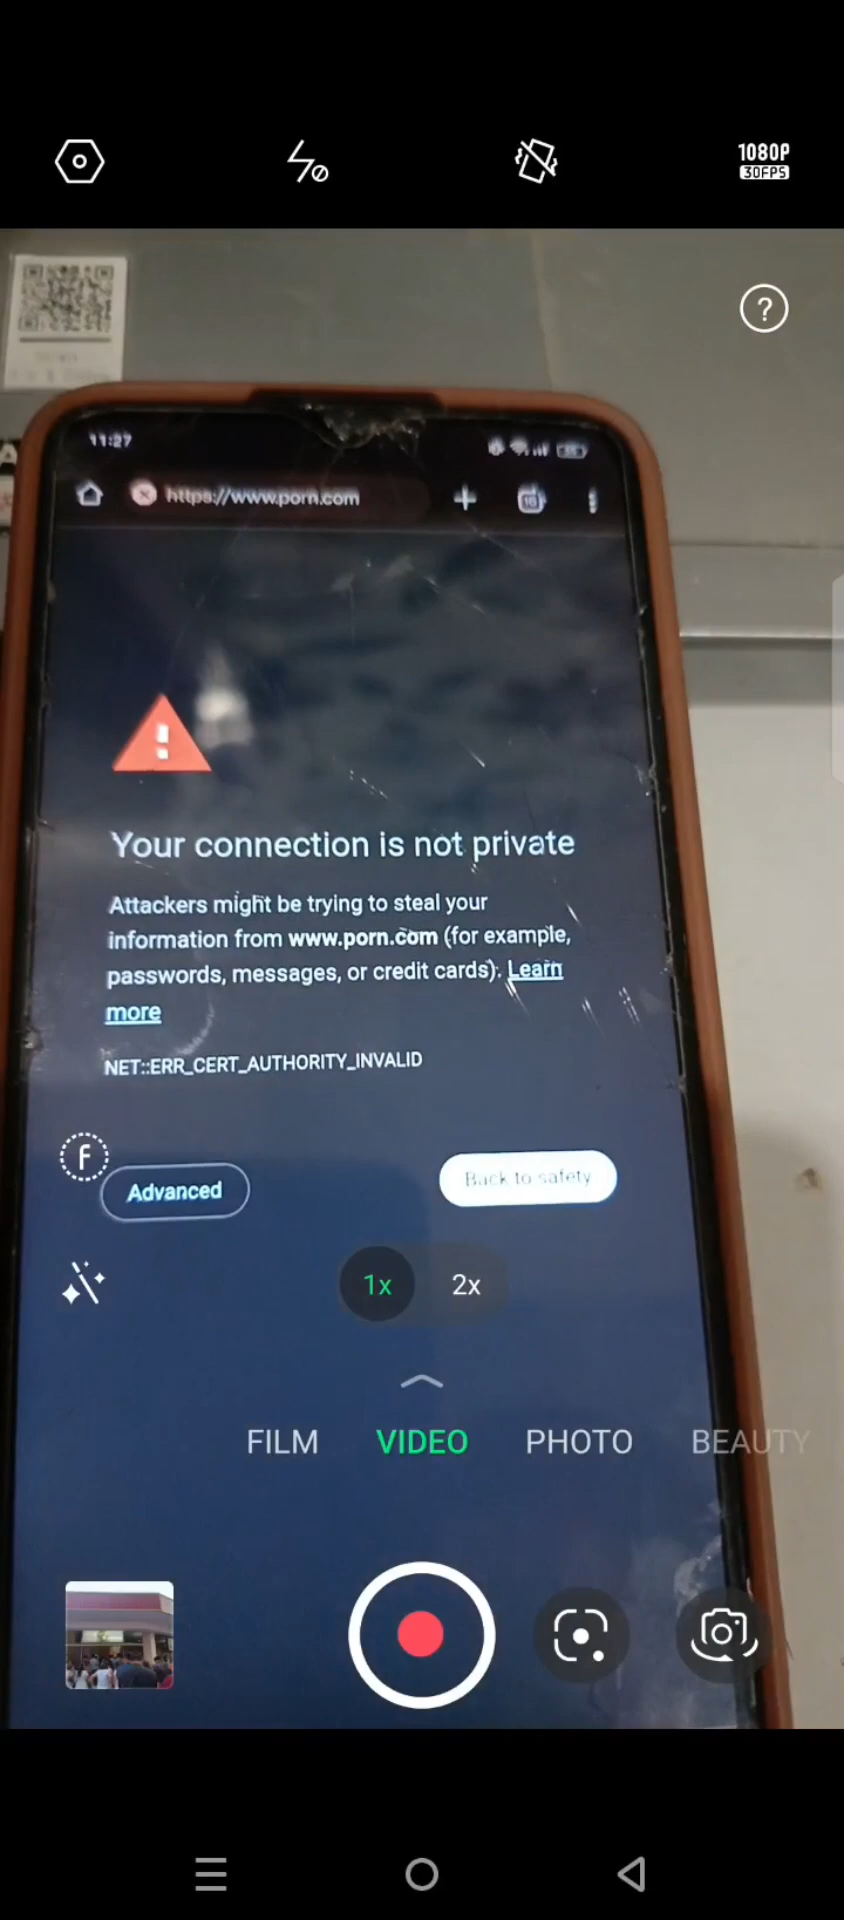 1080P
30FPS
?
11:27
https://www.porn.com
!
Your connection is not private
Attackers might be trying to steal your
information from www.porn.com (for example,
passwords, messages, or credit cards). Learn
more
NET::ERR_CERT_AUTHORITY_INVALID
F
Advanced
Back to safety
1x
2x
FILM
VIDEO
PHOTO
BEAUTY